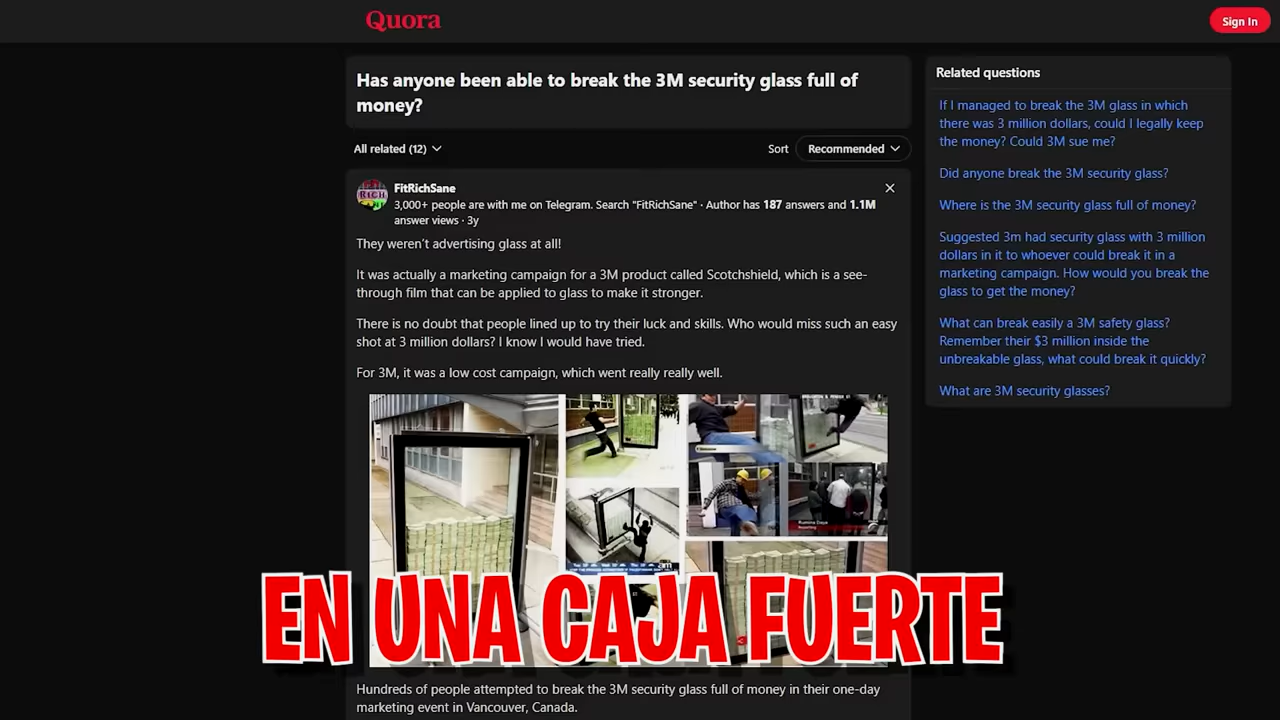 Quora
Sign In
Has anyone been able to break the 3M security glass full of
money?
All related (12)
Sort
Recommended
FitRichSane
3,000+ people are with me on Telegram. Search "FitRichSane" · Author has 187 answers and 1.1M
answer views · 3y
They weren't advertising glass at all!
It was actually a marketing campaign for a 3M product called Scotchshield, which is a see-
through film that can be applied to glass to make it stronger.
There is no doubt that people lined up to try their luck and skills. Who would miss such an easy
shot at 3 million dollars? I know I would have tried.
For 3M, it was a low cost campaign, which went really really well.
EN UNA CAJA FUERTE
Hundreds of people attempted to break the 3M security glass full of money in their one-day
marketing event in Vancouver, Canada.
Related questions
If I managed to break the 3M glass in which
there was 3 million dollars, could I legally keep
the money? Could 3M sue me?
Did anyone break the 3M security glass?
Where is the 3M security glass full of money?
Suggested 3m had security glass with 3 million
dollars in it to whoever could break it in a
marketing campaign. How would you break the
glass to get the money?
What can break easily a 3M safety glass?
Remember their $3 million inside the
unbreakable glass, what could break it quickly?
What are 3M security glasses?